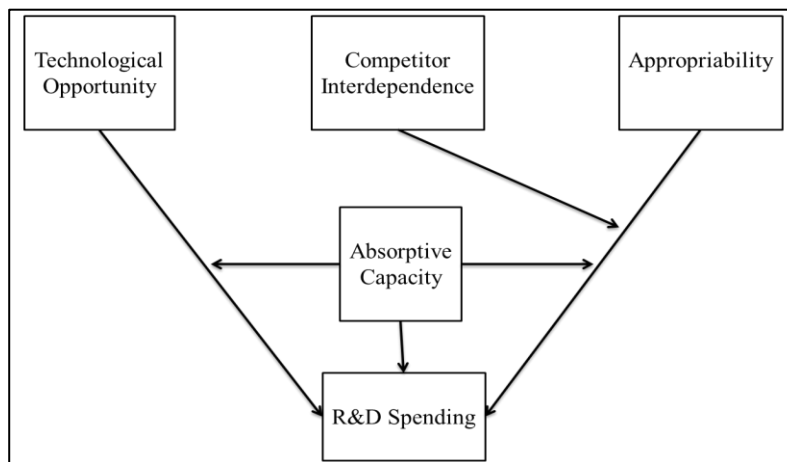 Technological
Opportunity
Competitor
Interdependence
Appropriability
Absorptive
Capacity
R&D Spending